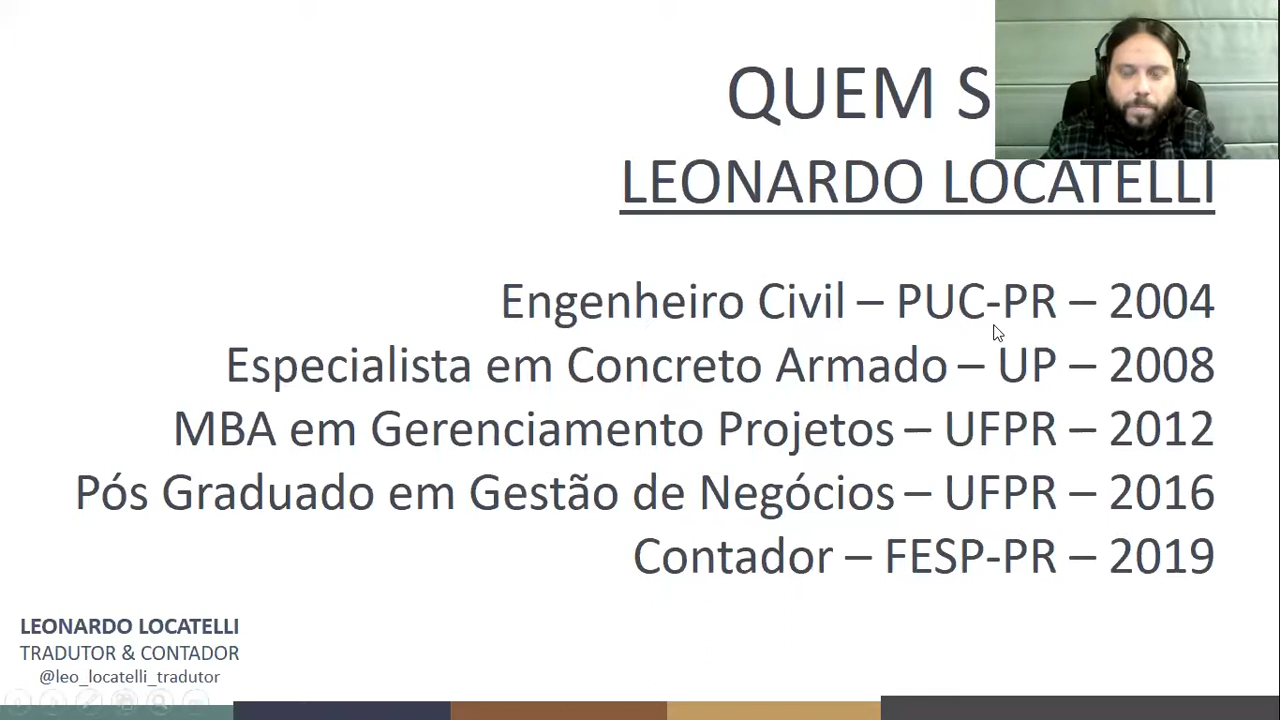 QUEM S
LEONARDO LOCATELLI
Engenheiro Civil – PUC-PR – 2004
Especialista em Concreto Armado – UP – 2008
MBA em Gerenciamento Projetos – UFPR – 2012
Pós Graduado em Gestão de Negócios – UFPR – 2016
Contador – FESP-PR – 2019
LEONARDO LOCATELLI
TRADUTOR & CONTADOR
@leo_locatelli_tradutor